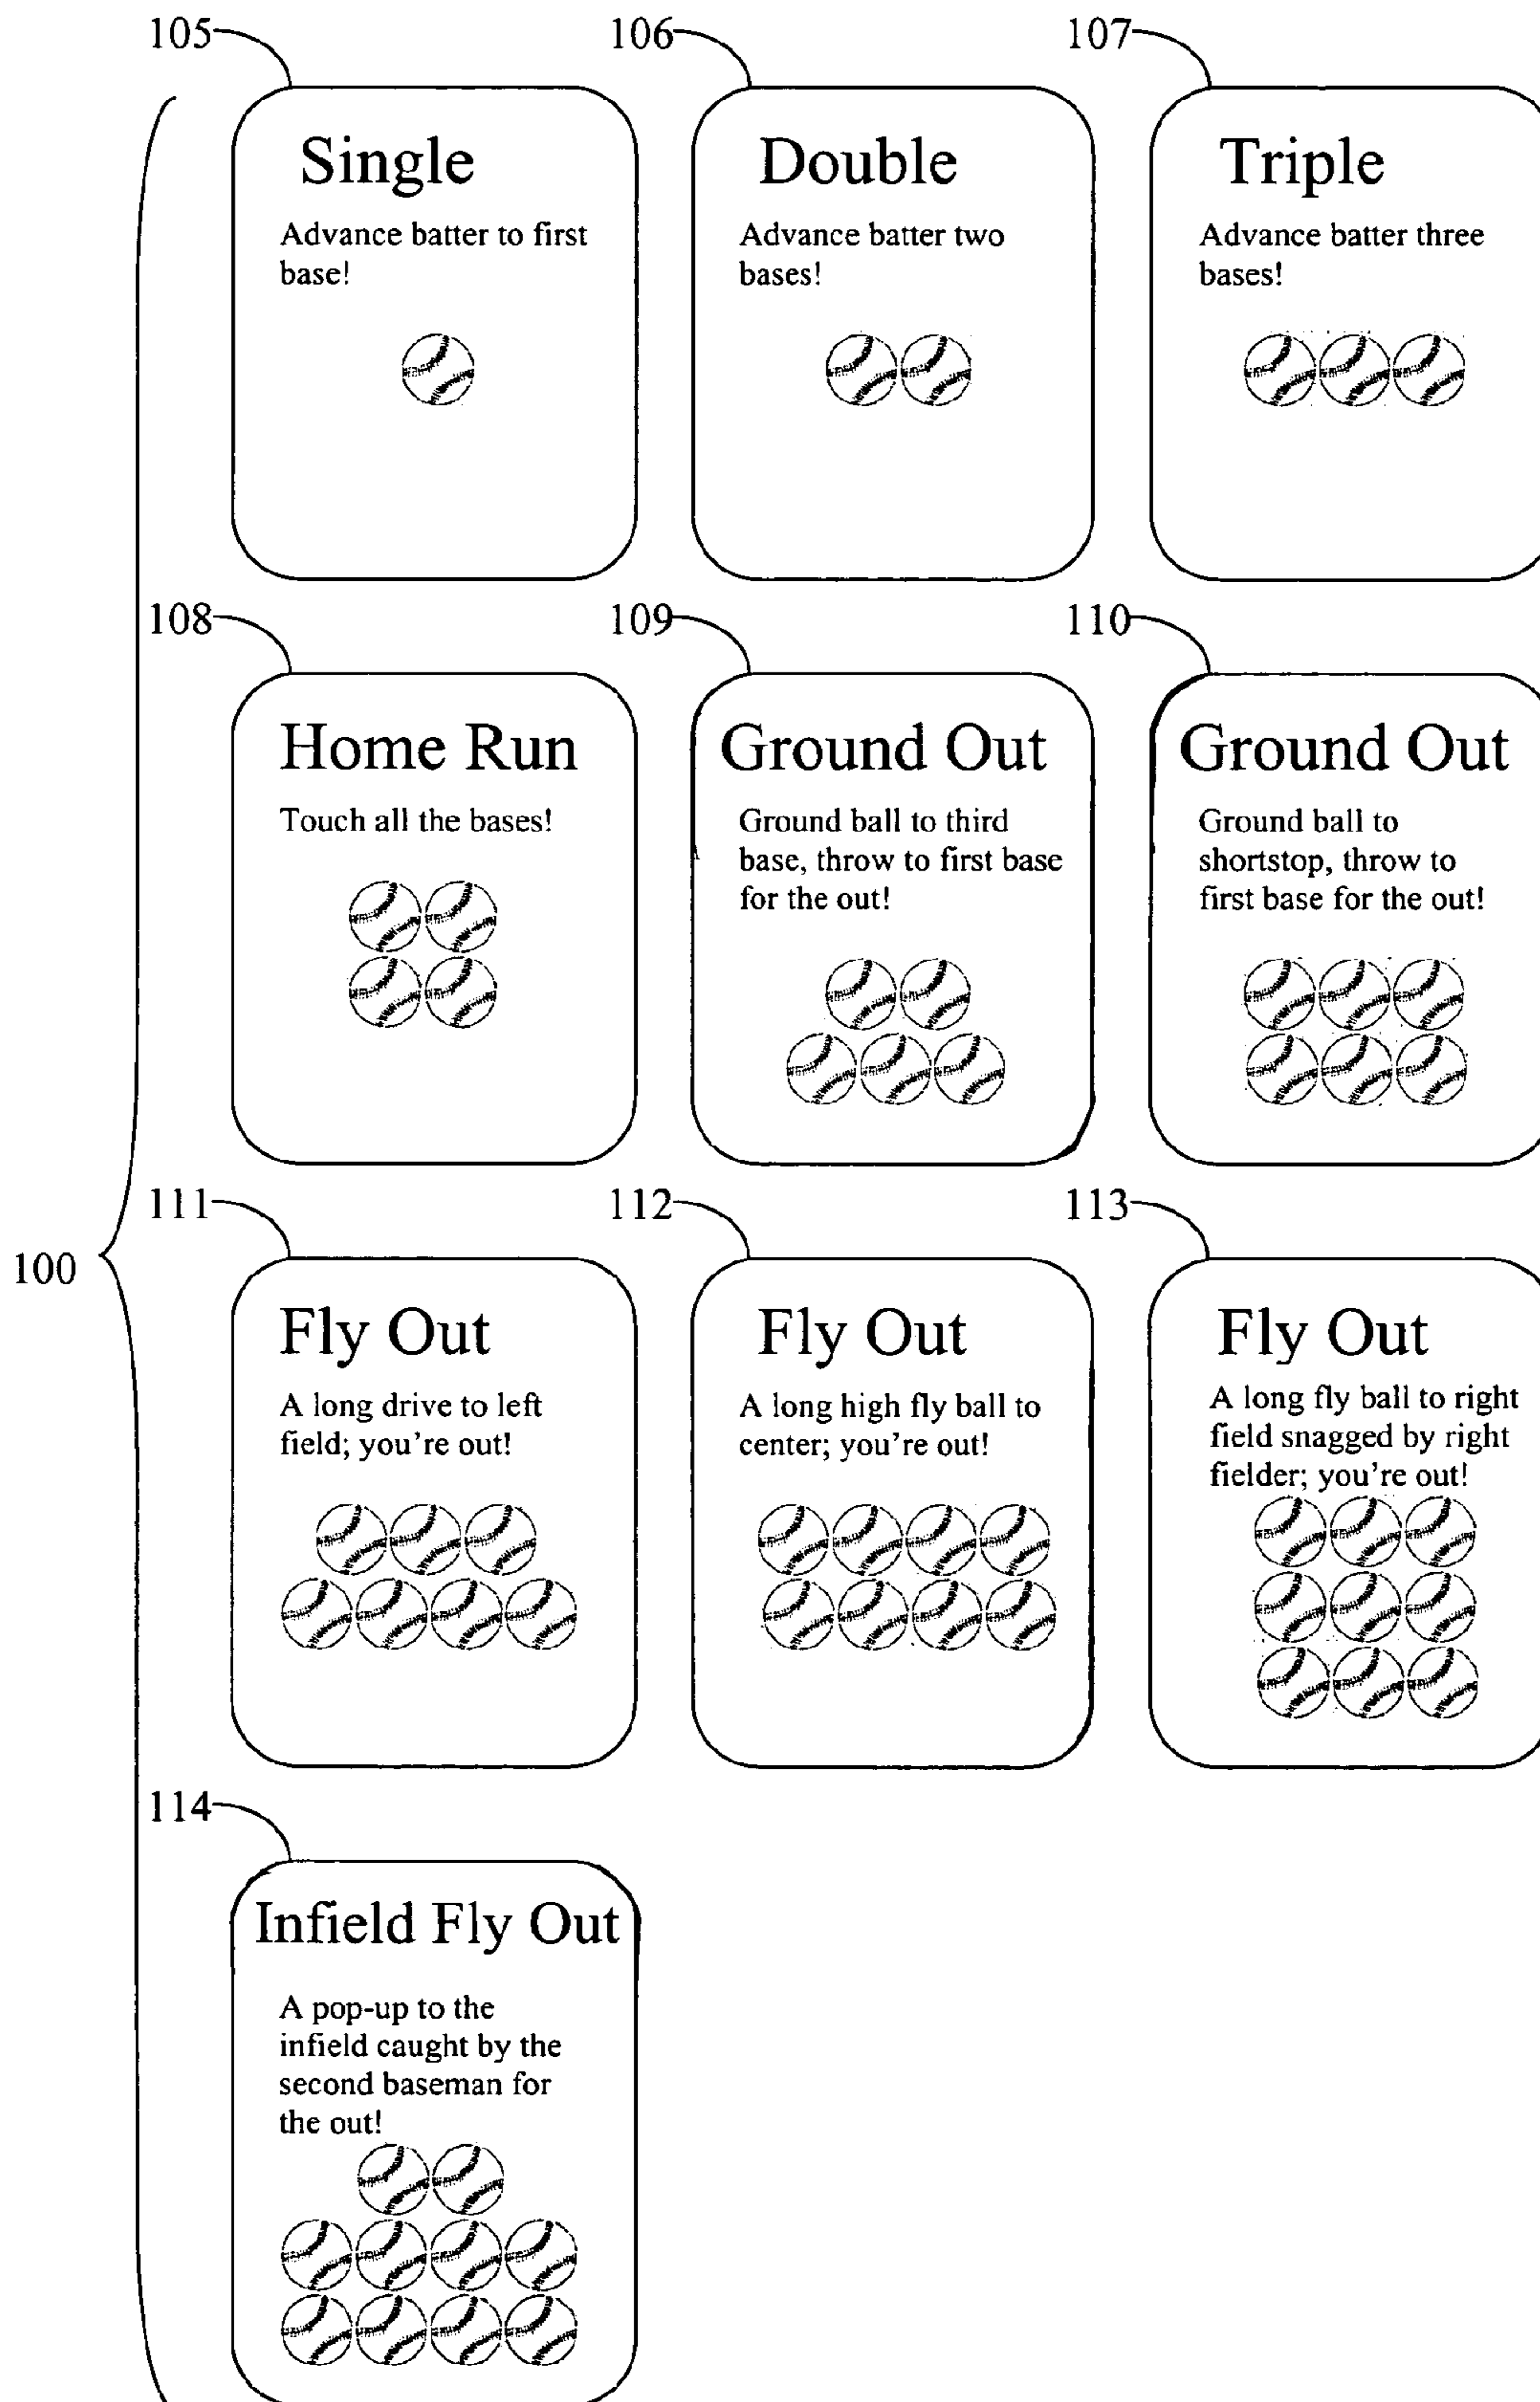 105
106
107
Single
Advance batter to first
base!
Double
Advance batter two
bases!
Triple
Advance batter three
bases!
108
109
110
Home Run
Touch all the bases!
Ground Out
Ground ball to third
base, throw to first base
for the out!
Ground Out
Ground ball to
shortstop, throw to
first base for the out!
111
112
113
100
Fly Out
A long drive to left
field; you're out!
Fly Out
A long high fly ball to
center; you're out!
Fly Out
A long fly ball to right
field snagged by right
fielder; you're out!
114
Infield Fly Out
A pop-up to the
infield caught by the
second baseman for
the out!